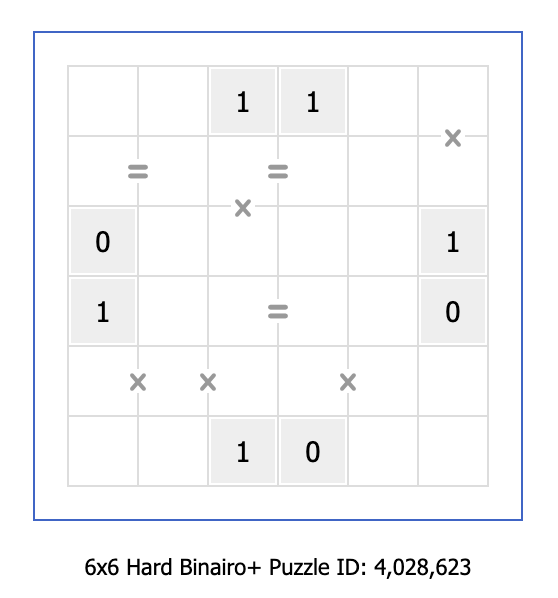 1 1
× 
= =
×
0 1
1 = 0
× × ×
1 0
6x6 Hard Binairo+ Puzzle ID: 4,028,623